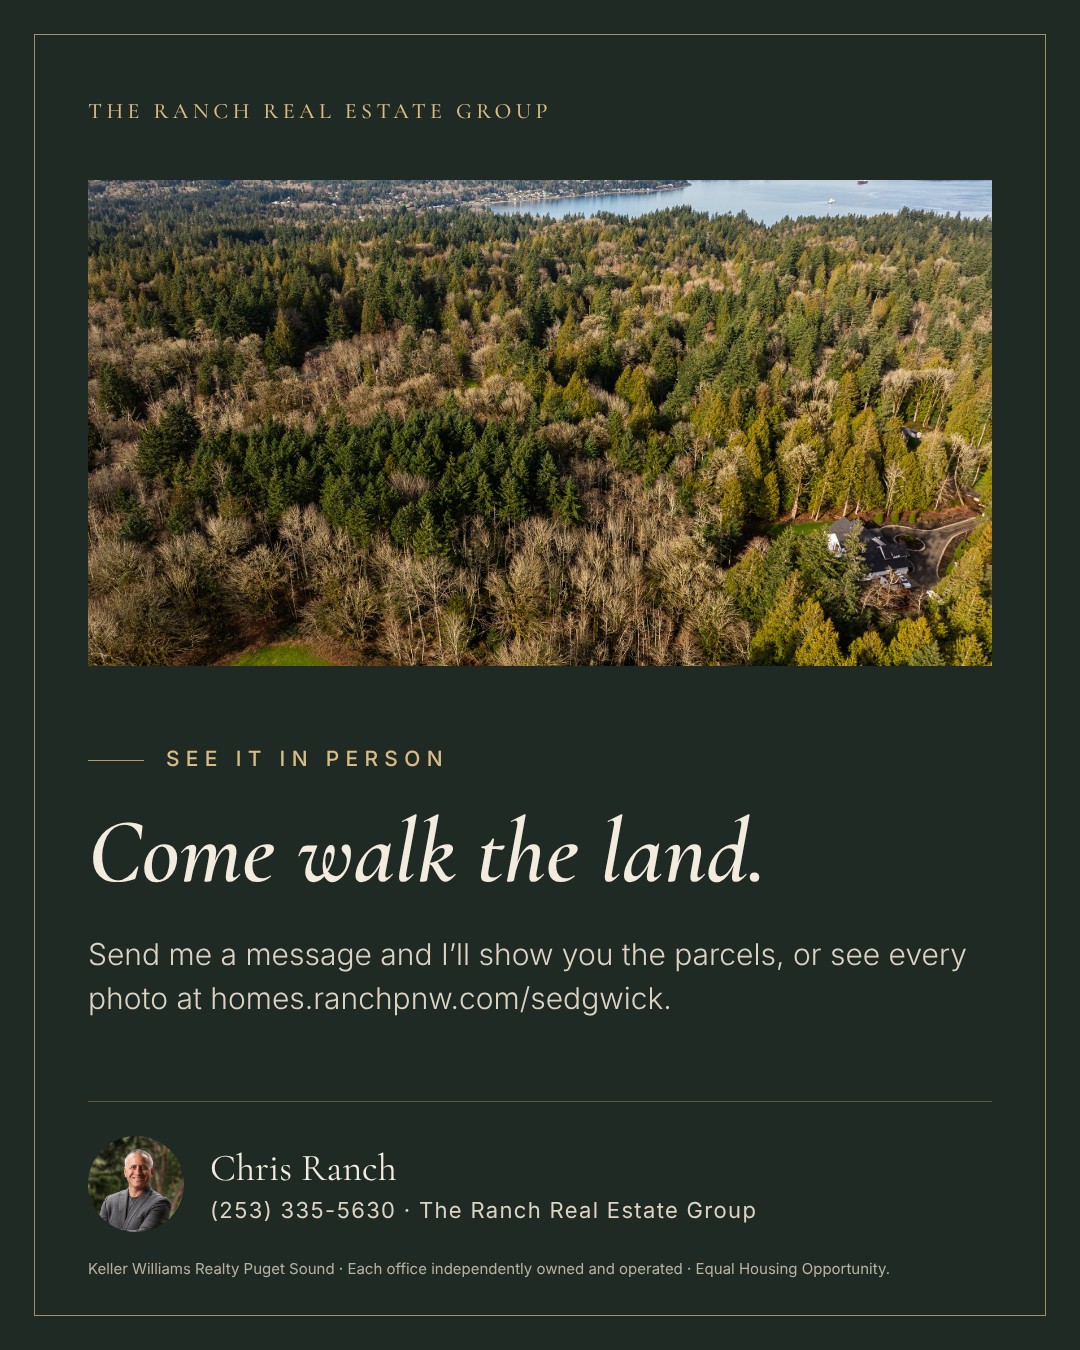 THE RANCH REAL ESTATE GROUP
SEE IT IN PERSON
Come walk the land.
Send me a message and I’ll show you the parcels, or see every
photo at homes.ranchpnw.com/sedgwick.
Chris Ranch
(253) 335-5630 · The Ranch Real Estate Group
Keller Williams Realty Puget Sound · Each office independently owned and operated · Equal Housing Opportunity.